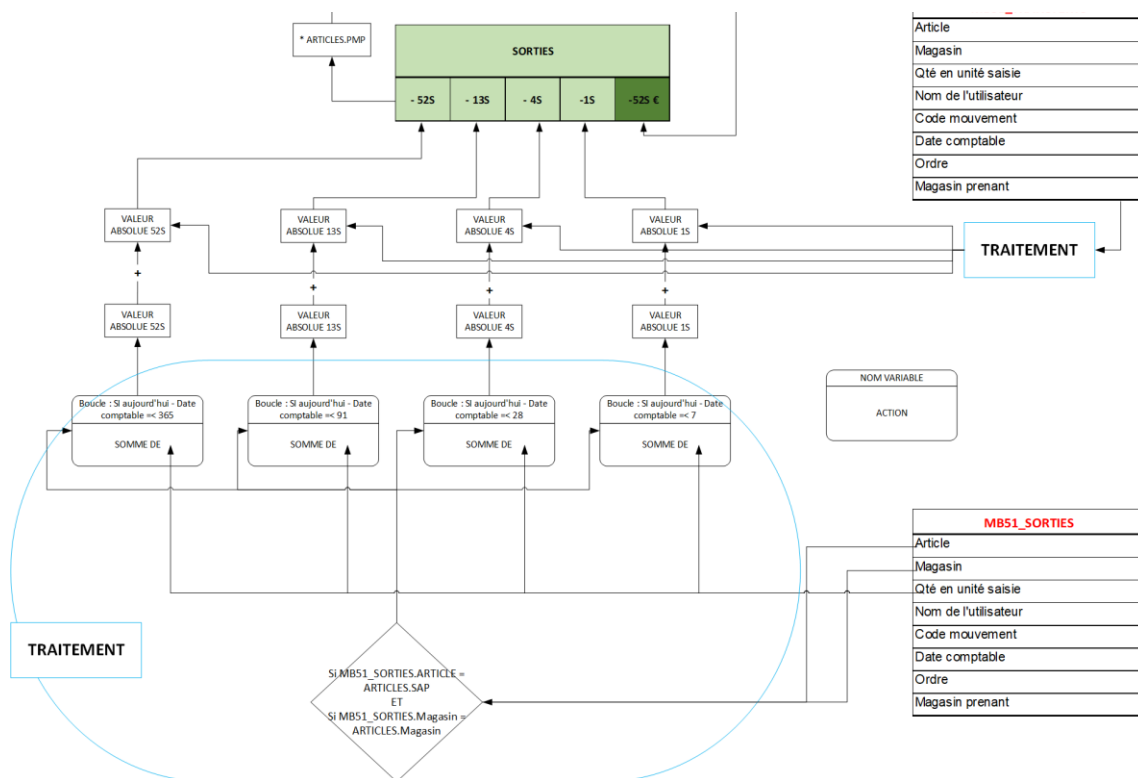 * ARTICLES.PMP
SORTIES
- 52S
- 13S
- 4S
-1S
-52S €
Article
Magasin
Qté en unité saisie
Nom de l'utilisateur
Code mouvement
Date comptable
Ordre
Magasin prenant
VALEUR
ABSOLUE 52S
VALEUR
ABSOLUE 13S
VALEUR
ABSOLUE 4S
VALEUR
ABSOLUE 1S
TRAITEMENT
+
+
+
+
VALEUR
ABSOLUE 52S
VALEUR
ABSOLUE 13S
VALEUR
ABSOLUE 4S
VALEUR
ABSOLUE 1S
Boucle : SI aujourd'hui - Date
comptable =< 365
SOMME DE
Boucle : SI aujourd'hui - Date
comptable =< 91
SOMME DE
Boucle : SI aujourd'hui - Date
comptable =< 28
SOMME DE
Boucle : SI aujourd'hui - Date
comptable =< 7
SOMME DE
NOM VARIABLE
ACTION
MB51_SORTIES
Article
Magasin
Qté en unité saisie
Nom de l'utilisateur
Code mouvement
Date comptable
Ordre
Magasin prenant
TRAITEMENT
Si MB51_SORTIES.ARTICLE =
ARTICLES.SAP
ET
Si MB51_SORTIES.Magasin =
ARTICLES.Magasin